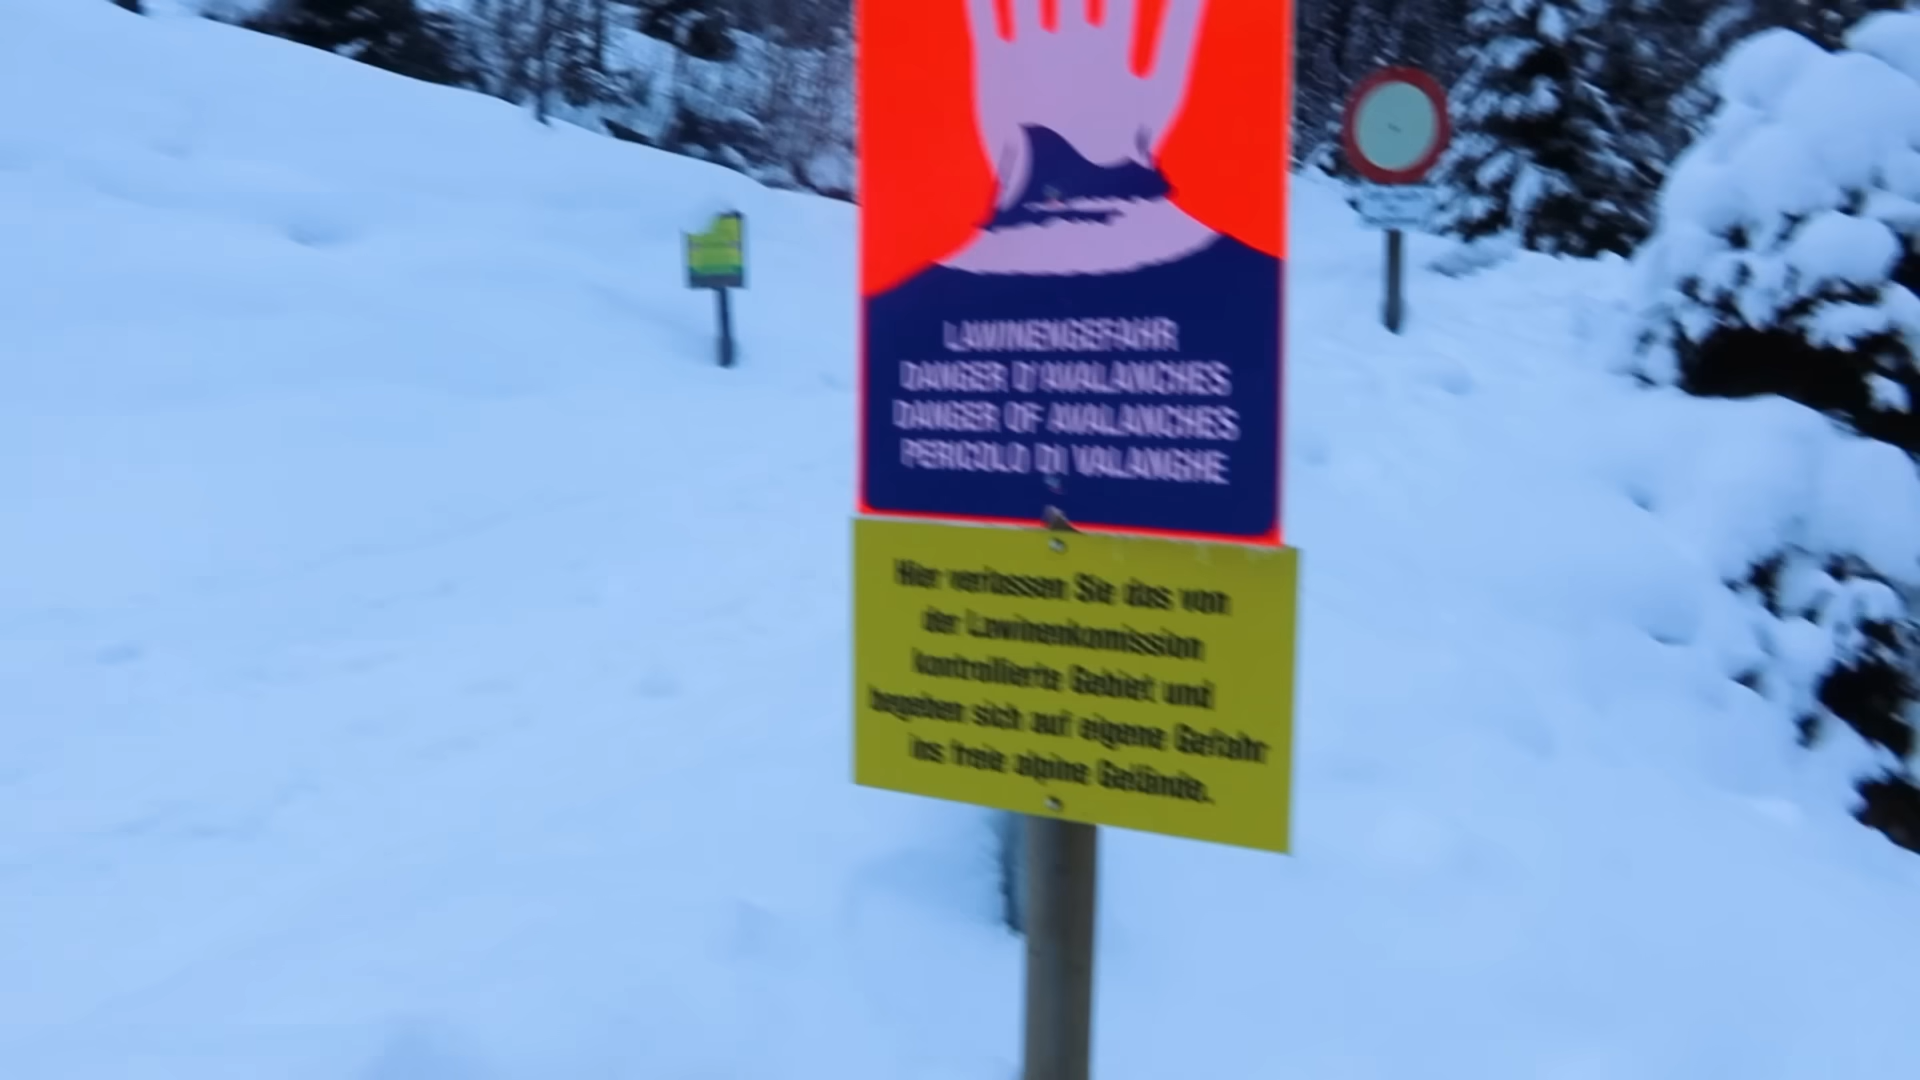 LAWINENGEFAHR
DANGER D'AVALANCHES
DANGER OF AVALANCHES
PERICOLO DI VALANGHE
Hier verlassen Sie das von
der Lawinenkomission
kontrollierte Gebiet und
begeben sich auf eigene Gefahr
ins freie alpine Gelände.